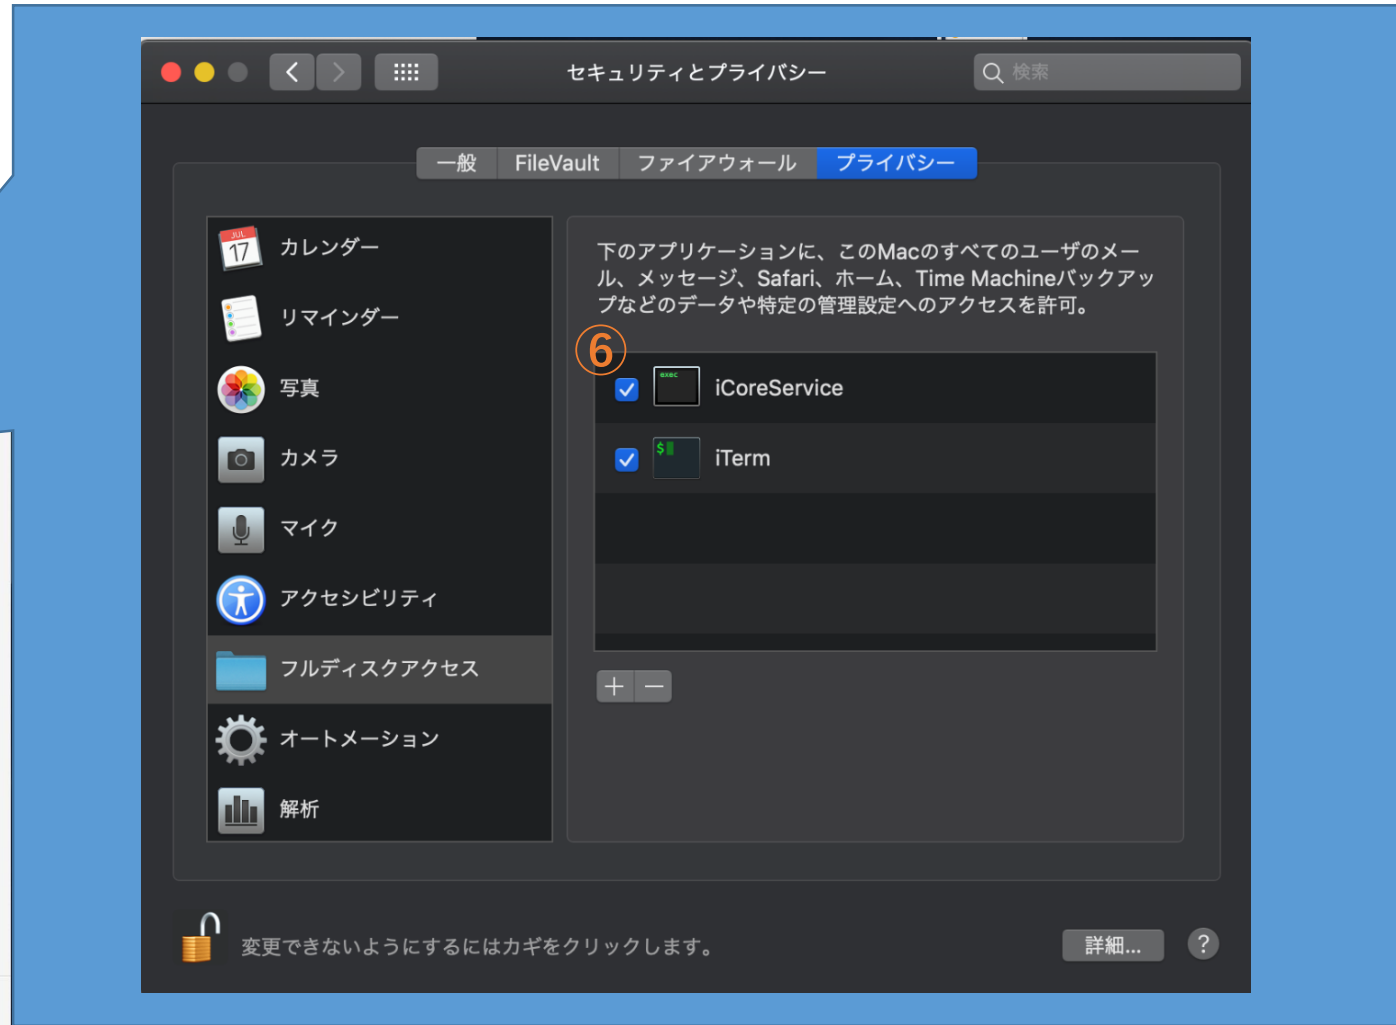 セキュリティとプライバシー
検索
一般
FileVault
ファイアウォール
プライバシー
JUL
17
カレンダー
リマインダー
写真
カメラ
マイク
アクセシビリティ
フルディスクアクセス
オートメーション
解析
下のアプリケーションに、このMacのすべてのユーザのメー
ル、メッセージ、Safari、ホーム、Time Machineバックアッ
プなどのデータや特定の管理設定へのアクセスを許可。
⑥
exec
iCoreService
$
iTerm
変更できないようにするにはカギをクリックします。
詳細...
?